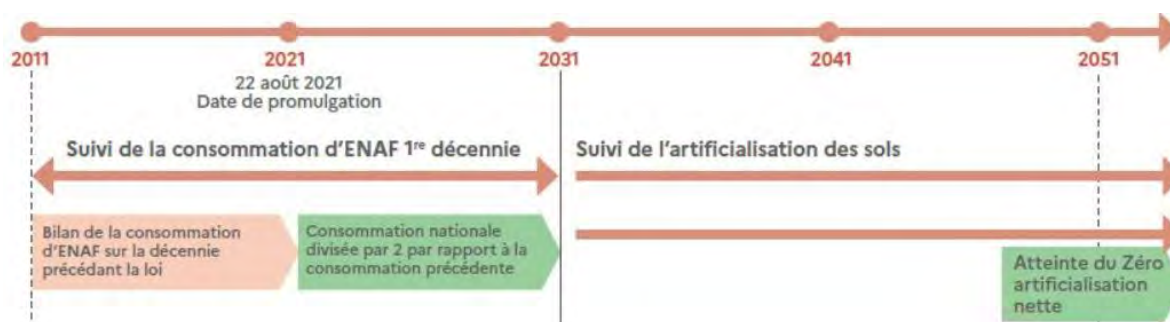 2011
2021
2031
2041
2051
22 août 2021
Date de promulgation
Suivi de la consommation d'ENAF 1re décennie
Suivi de l'artificialisation des sols
Bilan de la consommation
d'ENAF sur la décennie
précédant la loi
Consommation nationale
divisée par 2 par rapport à la
consommation précédente
Atteinte du Zéro
artificialisation
nette